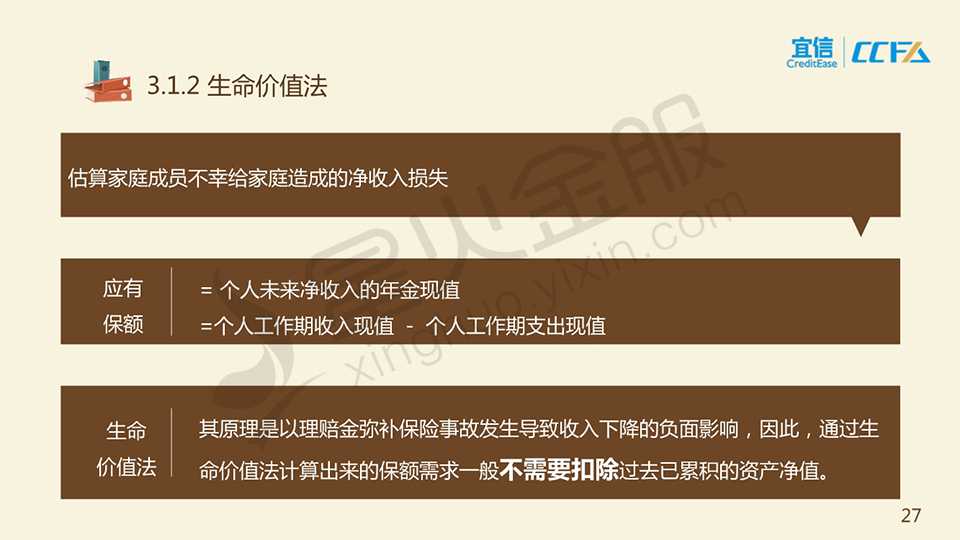 宜信
CreditEase
CCFA
3.1.2 生命价值法
估算家庭成员不幸给家庭造成的净收入损失
应有
保额
= 个人未来净收入的年金现值
=个人工作期收入现值 － 个人工作期支出现值
生命
价值法
其原理是以理赔金弥补保险事故发生导致收入下降的负面影响，因此，通过生
命价值法计算出来的保额需求一般不需要扣除过去已累积的资产净值。
星火金服
xinghuo.yixin.com
27